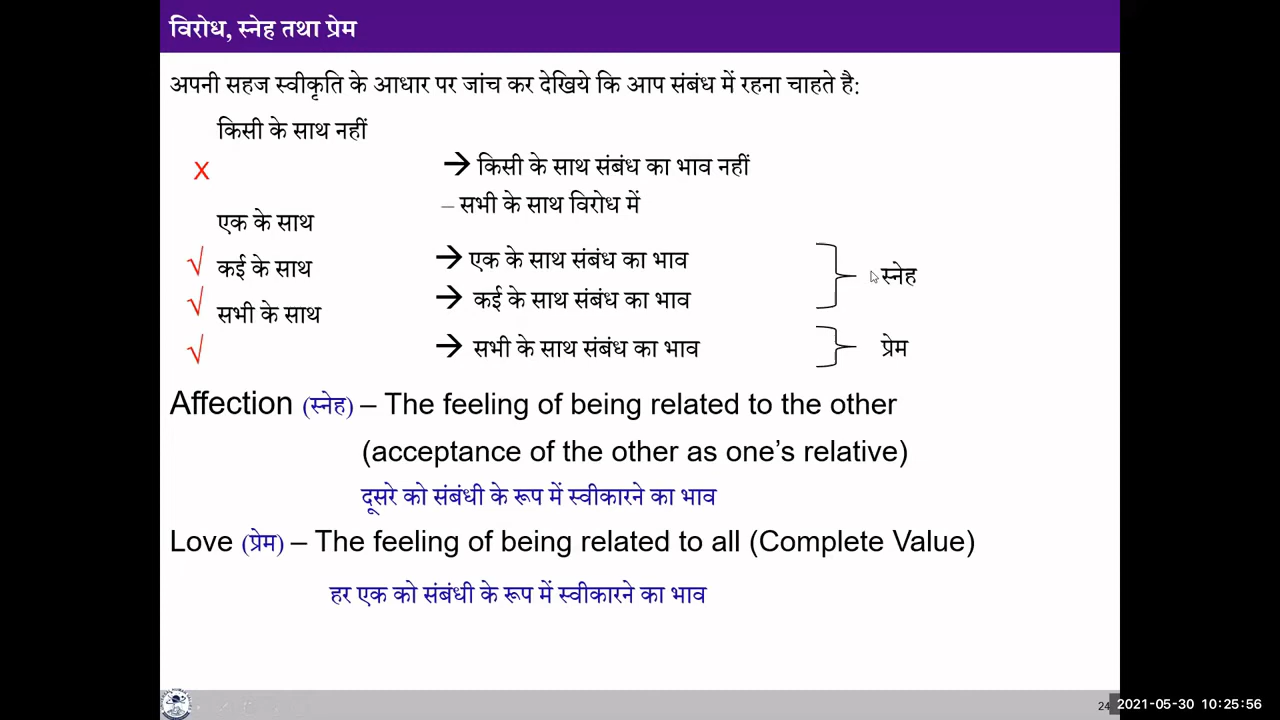 विरोध, स्नेह तथा प्रेम
अपनी सहज स्वीकृति के आधार पर जांच कर देखिये कि आप संबंध में रहना चाहते है:
किसी के साथ नहीं
x → किसी के साथ संबंध का भाव नहीं
– सभी के साथ विरोध में
एक के साथ
√ → एक के साथ संबंध का भाव
कई के साथ
स्नेह
√ → कई के साथ संबंध का भाव
सभी के साथ
√ → सभी के साथ संबंध का भाव प्रेम
Affection (स्नेह) – The feeling of being related to the other
(acceptance of the other as one’s relative)
दूसरे को संबंधी के रूप में स्वीकारने का भाव
Love (प्रेम) – The feeling of being related to all (Complete Value)
हर एक को संबंधी के रूप में स्वीकारने का भाव
24
2021-05-30 10:25:56